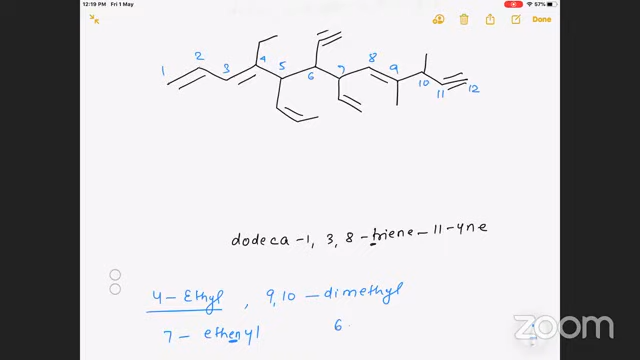 12:19 PM Fri 1 May
57%
Done
1 2 3 4 5 6 7 8 9 10 11 12
dodeca-1, 3, 8-triene-11-yne
4-Ethyl, 9,10-dimethyl
7-ethenyl 6
zoom